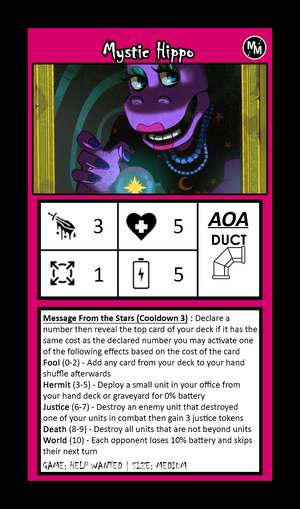 Mystic Hippo
MM
3
5
AOA
DUCT
1
5
Message From the Stars (Cooldown 3) : Declare a
number then reveal the top card of your deck if it has the
same cost as the declared number you may activate one
of the following effects based on the cost of the card
Fool (0-2) - Add any card from your deck to your hand
shuffle afterwards
Hermit (3-5) - Deploy a small unit in your office from
your hand deck or graveyard for 0% battery
Justice (6-7) - Destroy an enemy unit that destroyed
one of your units in combat then gain 3 justice tokens
Death (8-9) - Destroy all units that are not beyond units
World (10) - Each opponent loses 10% battery and skips
their next turn
GAME: HELP WANTED | SIZE: MEDIUM